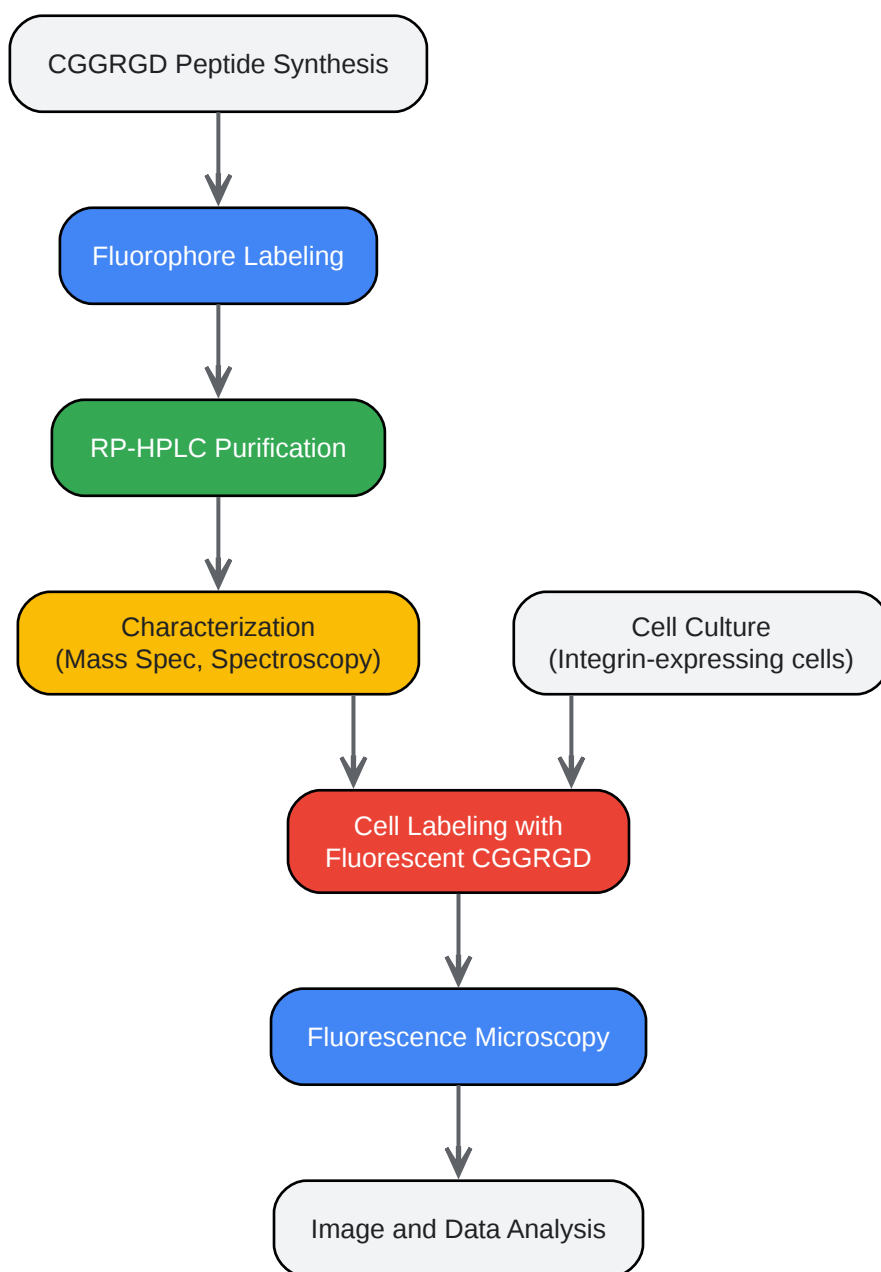 CGGRGD Peptide Synthesis
Fluorophore Labeling
RP-HPLC Purification
Characterization
(Mass Spec, Spectroscopy)
Cell Culture
(Integrin-expressing cells)
Cell Labeling with
Fluorescent CGGRGD
Fluorescence Microscopy
Image and Data Analysis